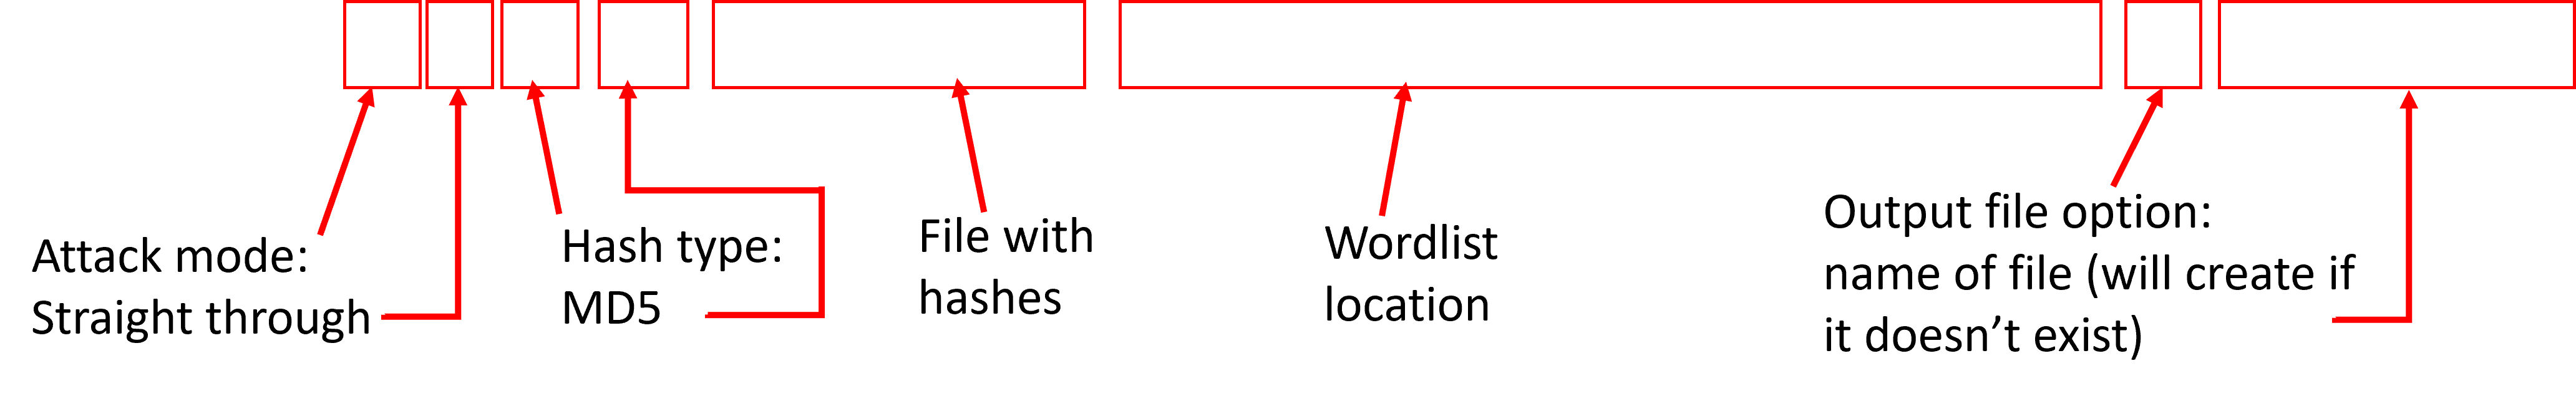 Attack mode:
Straight through
Hash type:
MD5
File with
hashes
Wordlist
location
Output file option:
name of file (will create if
it doesn’t exist)